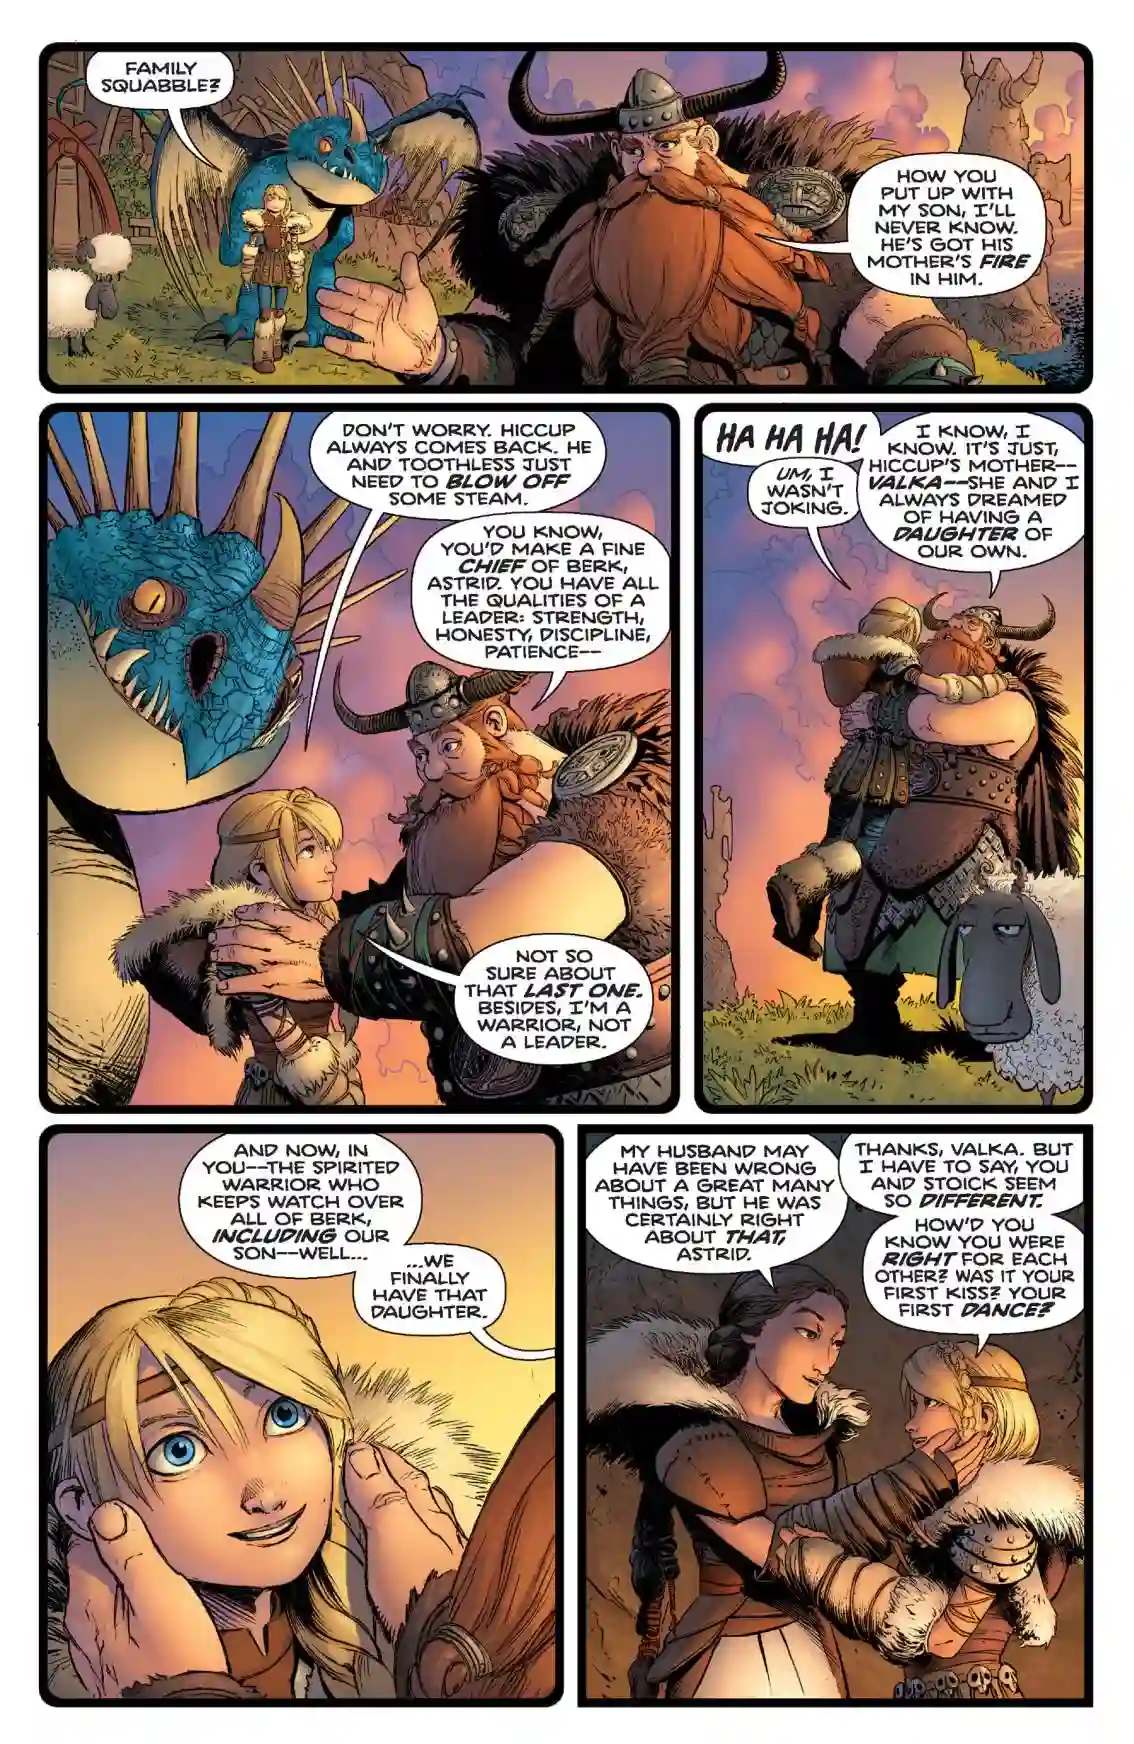 FAMILY
SQUABBLE?
HOW YOU
PUT UP WITH
MY SON, I'LL
NEVER KNOW.
HE'S GOT HIS
MOTHER'S FIRE
IN HIM.
DON'T WORRY. HICCUP
ALWAYS COMES BACK. HE
AND TOOTHLESS JUST
NEED TO BLOW OFF
SOME STEAM.
YOU KNOW,
YOU'D MAKE A FINE
CHIEF OF BERK,
ASTRID. YOU HAVE ALL
THE QUALITIES OF A
LEADER: STRENGTH,
HONESTY, DISCIPLINE,
PATIENCE--
NOT SO
SURE ABOUT
THAT LAST ONE.
BESIDES, I'M A
WARRIOR, NOT
A LEADER.
HA HA HA!
UM, I
WASN'T
JOKING.
I KNOW, I
KNOW. IT'S JUST,
HICCUP'S MOTHER--
VALKA--SHE AND I
ALWAYS DREAMED
OF HAVING A
DAUGHTER OF
OUR OWN.
AND NOW, IN
YOU--THE SPIRITED
WARRIOR WHO
KEEPS WATCH OVER
ALL OF BERK,
INCLUDING OUR
SON--WELL...
...WE
FINALLY
HAVE THAT
DAUGHTER.
MY HUSBAND MAY
HAVE BEEN WRONG
ABOUT A GREAT MANY
THINGS, BUT HE WAS
CERTAINLY RIGHT
ABOUT THAT,
ASTRID.
THANKS, VALKA. BUT
I HAVE TO SAY, YOU
AND STOICK SEEM
SO DIFFERENT.
HOW'D YOU
KNOW YOU WERE
RIGHT FOR EACH
OTHER? WAS IT YOUR
FIRST KISS? YOUR
FIRST DANCE?